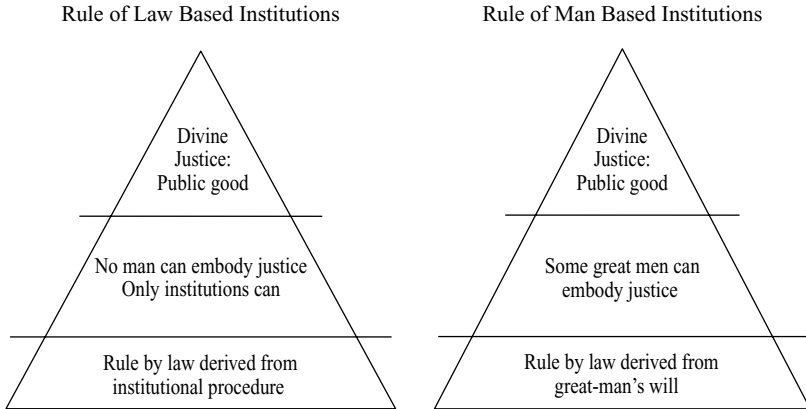 Rule of Law Based Institutions
Divine
Justice:
Public good
No man can embody justice
Only institutions can
Rule by law derived from
institutional procedure
Rule of Man Based Institutions
Divine
Justice:
Public good
Some great men can
embody justice
Rule by law derived from
great-man’s will